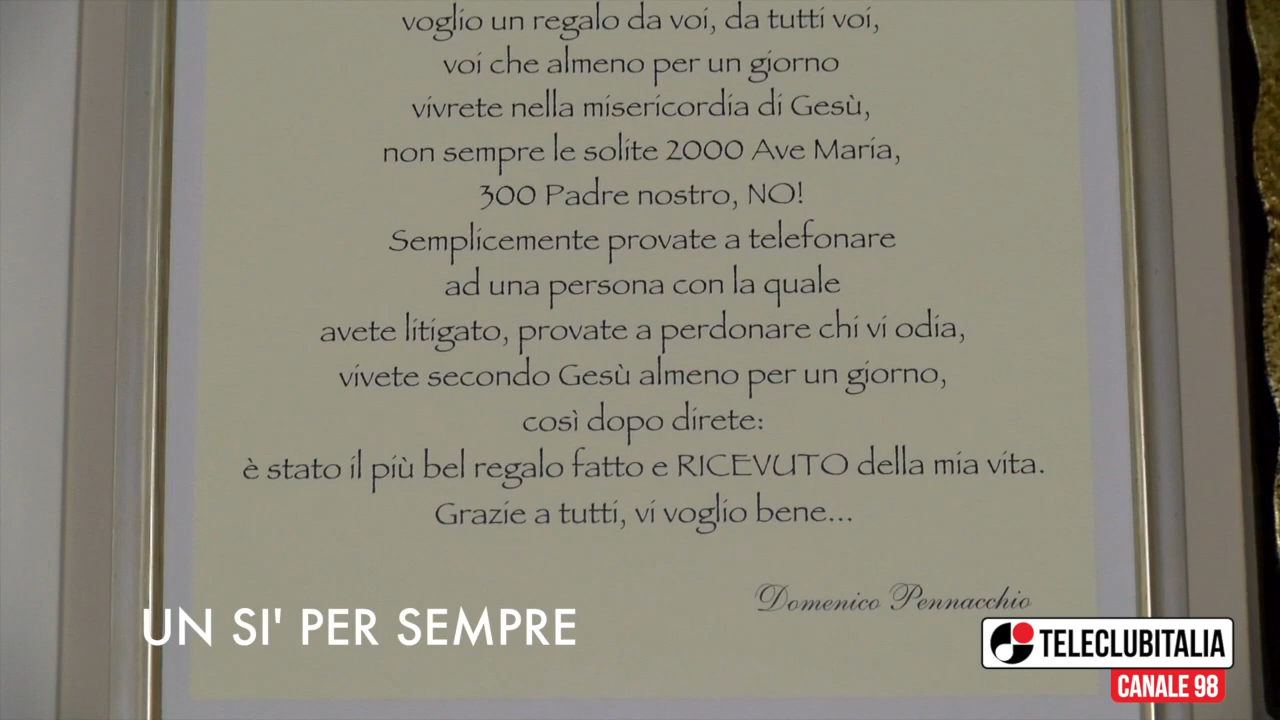 voglio un regalo da voi, da tutti voi,
voi che almeno per un giorno
vivrete nella misericordia di Gesù,
non sempre le solite 2000 Ave Maria,
300 Padre nostro, NO!
Semplicemente provate a telefonare
ad una persona con la quale
avete litigato, provate a perdonare chi vi odia,
vivete secondo Gesù almeno per un giorno,
così dopo direte:
è stato il più bel regalo fatto e RICEVUTO della mia vita.
Grazie a tutti, vi voglio bene...
Domenico Pennacchio
UN SI' PER SEMPRE
TELECLUBITALIA
CANALE 98